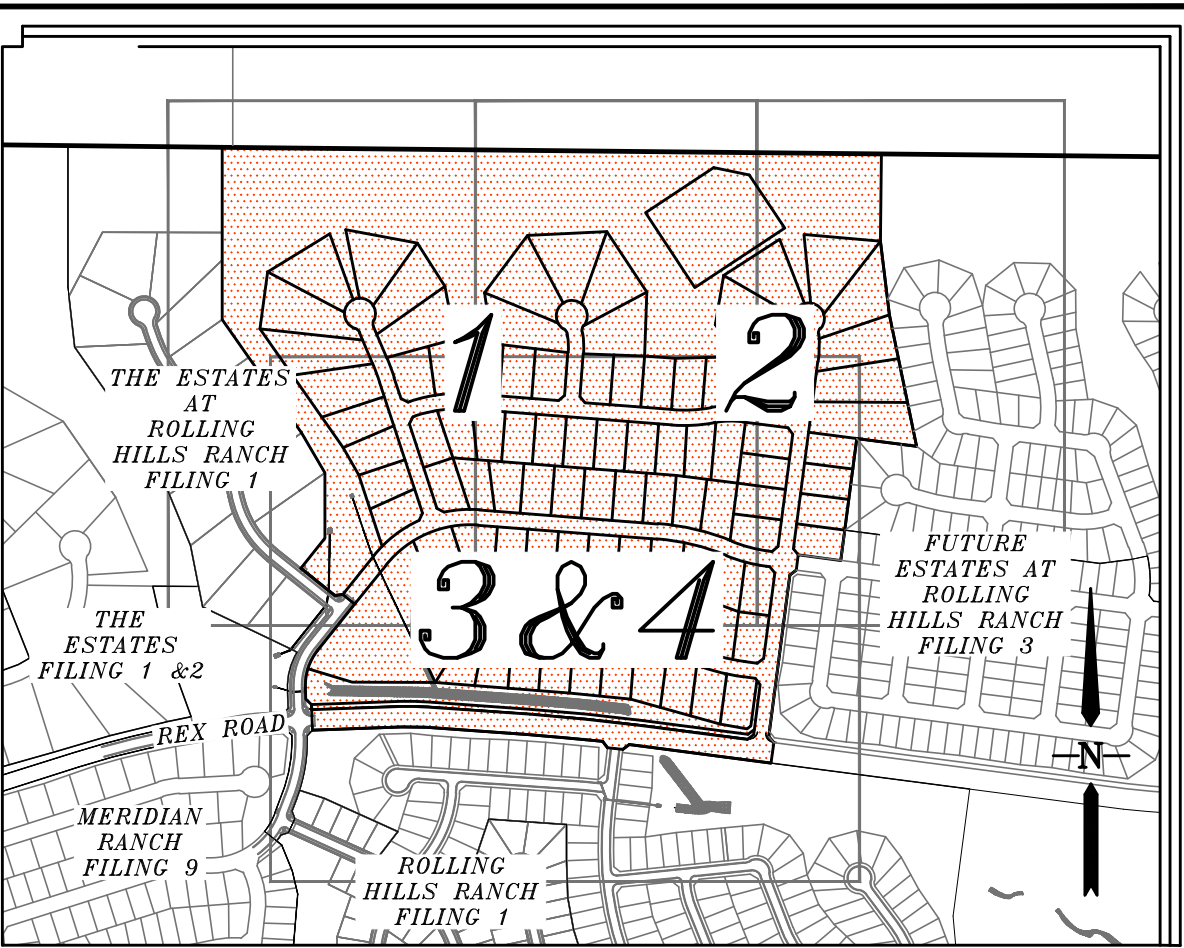 1
2
THE ESTATES
AT
ROLLING
HILLS RANCH
FILING 1
3 & 4
FUTURE
ESTATES AT
ROLLING
HILLS RANCH
FILING 3
THE
ESTATES
FILING 1 &2
REX ROAD
N
MERIDIAN
RANCH
FILING 9
ROLLING
HILLS RANCH
FILING 1